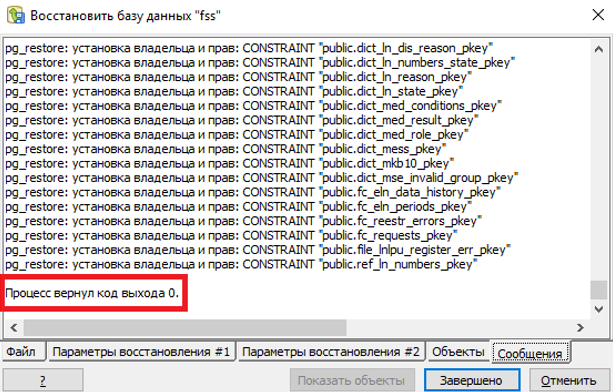 Восстановить базу данных "fss"
pg_restore: установка владельца и прав: CONSTRAINT "public.dict_ln_dis_reason_pkey"
pg_restore: установка владельца и прав: CONSTRAINT "public.dict_ln_numbers_state_pkey"
pg_restore: установка владельца и прав: CONSTRAINT "public.dict_ln_reason_pkey"
pg_restore: установка владельца и прав: CONSTRAINT "public.dict_ln_state_pkey"
pg_restore: установка владельца и прав: CONSTRAINT "public.dict_med_conditions_pkey"
pg_restore: установка владельца и прав: CONSTRAINT "public.dict_med_result_pkey"
pg_restore: установка владельца и прав: CONSTRAINT "public.dict_med_role_pkey"
pg_restore: установка владельца и прав: CONSTRAINT "public.dict_mess_pkey"
pg_restore: установка владельца и прав: CONSTRAINT "public.dict_mkb10_pkey"
pg_restore: установка владельца и прав: CONSTRAINT "public.dict_mse_invalid_group_pkey"
pg_restore: установка владельца и прав: CONSTRAINT "public.fc_eln_data_history_pkey"
pg_restore: установка владельца и прав: CONSTRAINT "public.fc_eln_periods_pkey"
pg_restore: установка владельца и прав: CONSTRAINT "public.fc_reestr_errors_pkey"
pg_restore: установка владельца и прав: CONSTRAINT "public.fc_requests_pkey"
pg_restore: установка владельца и прав: CONSTRAINT "public.file_lnlpu_register_err_pkey"
pg_restore: установка владельца и прав: CONSTRAINT "public.ref_ln_numbers_pkey"
Процесс вернул код выхода 0.
Файл Параметры восстановления #1 Параметры восстановления #2 Объекты Сообщения
? Показать объекты Завершено Отменить